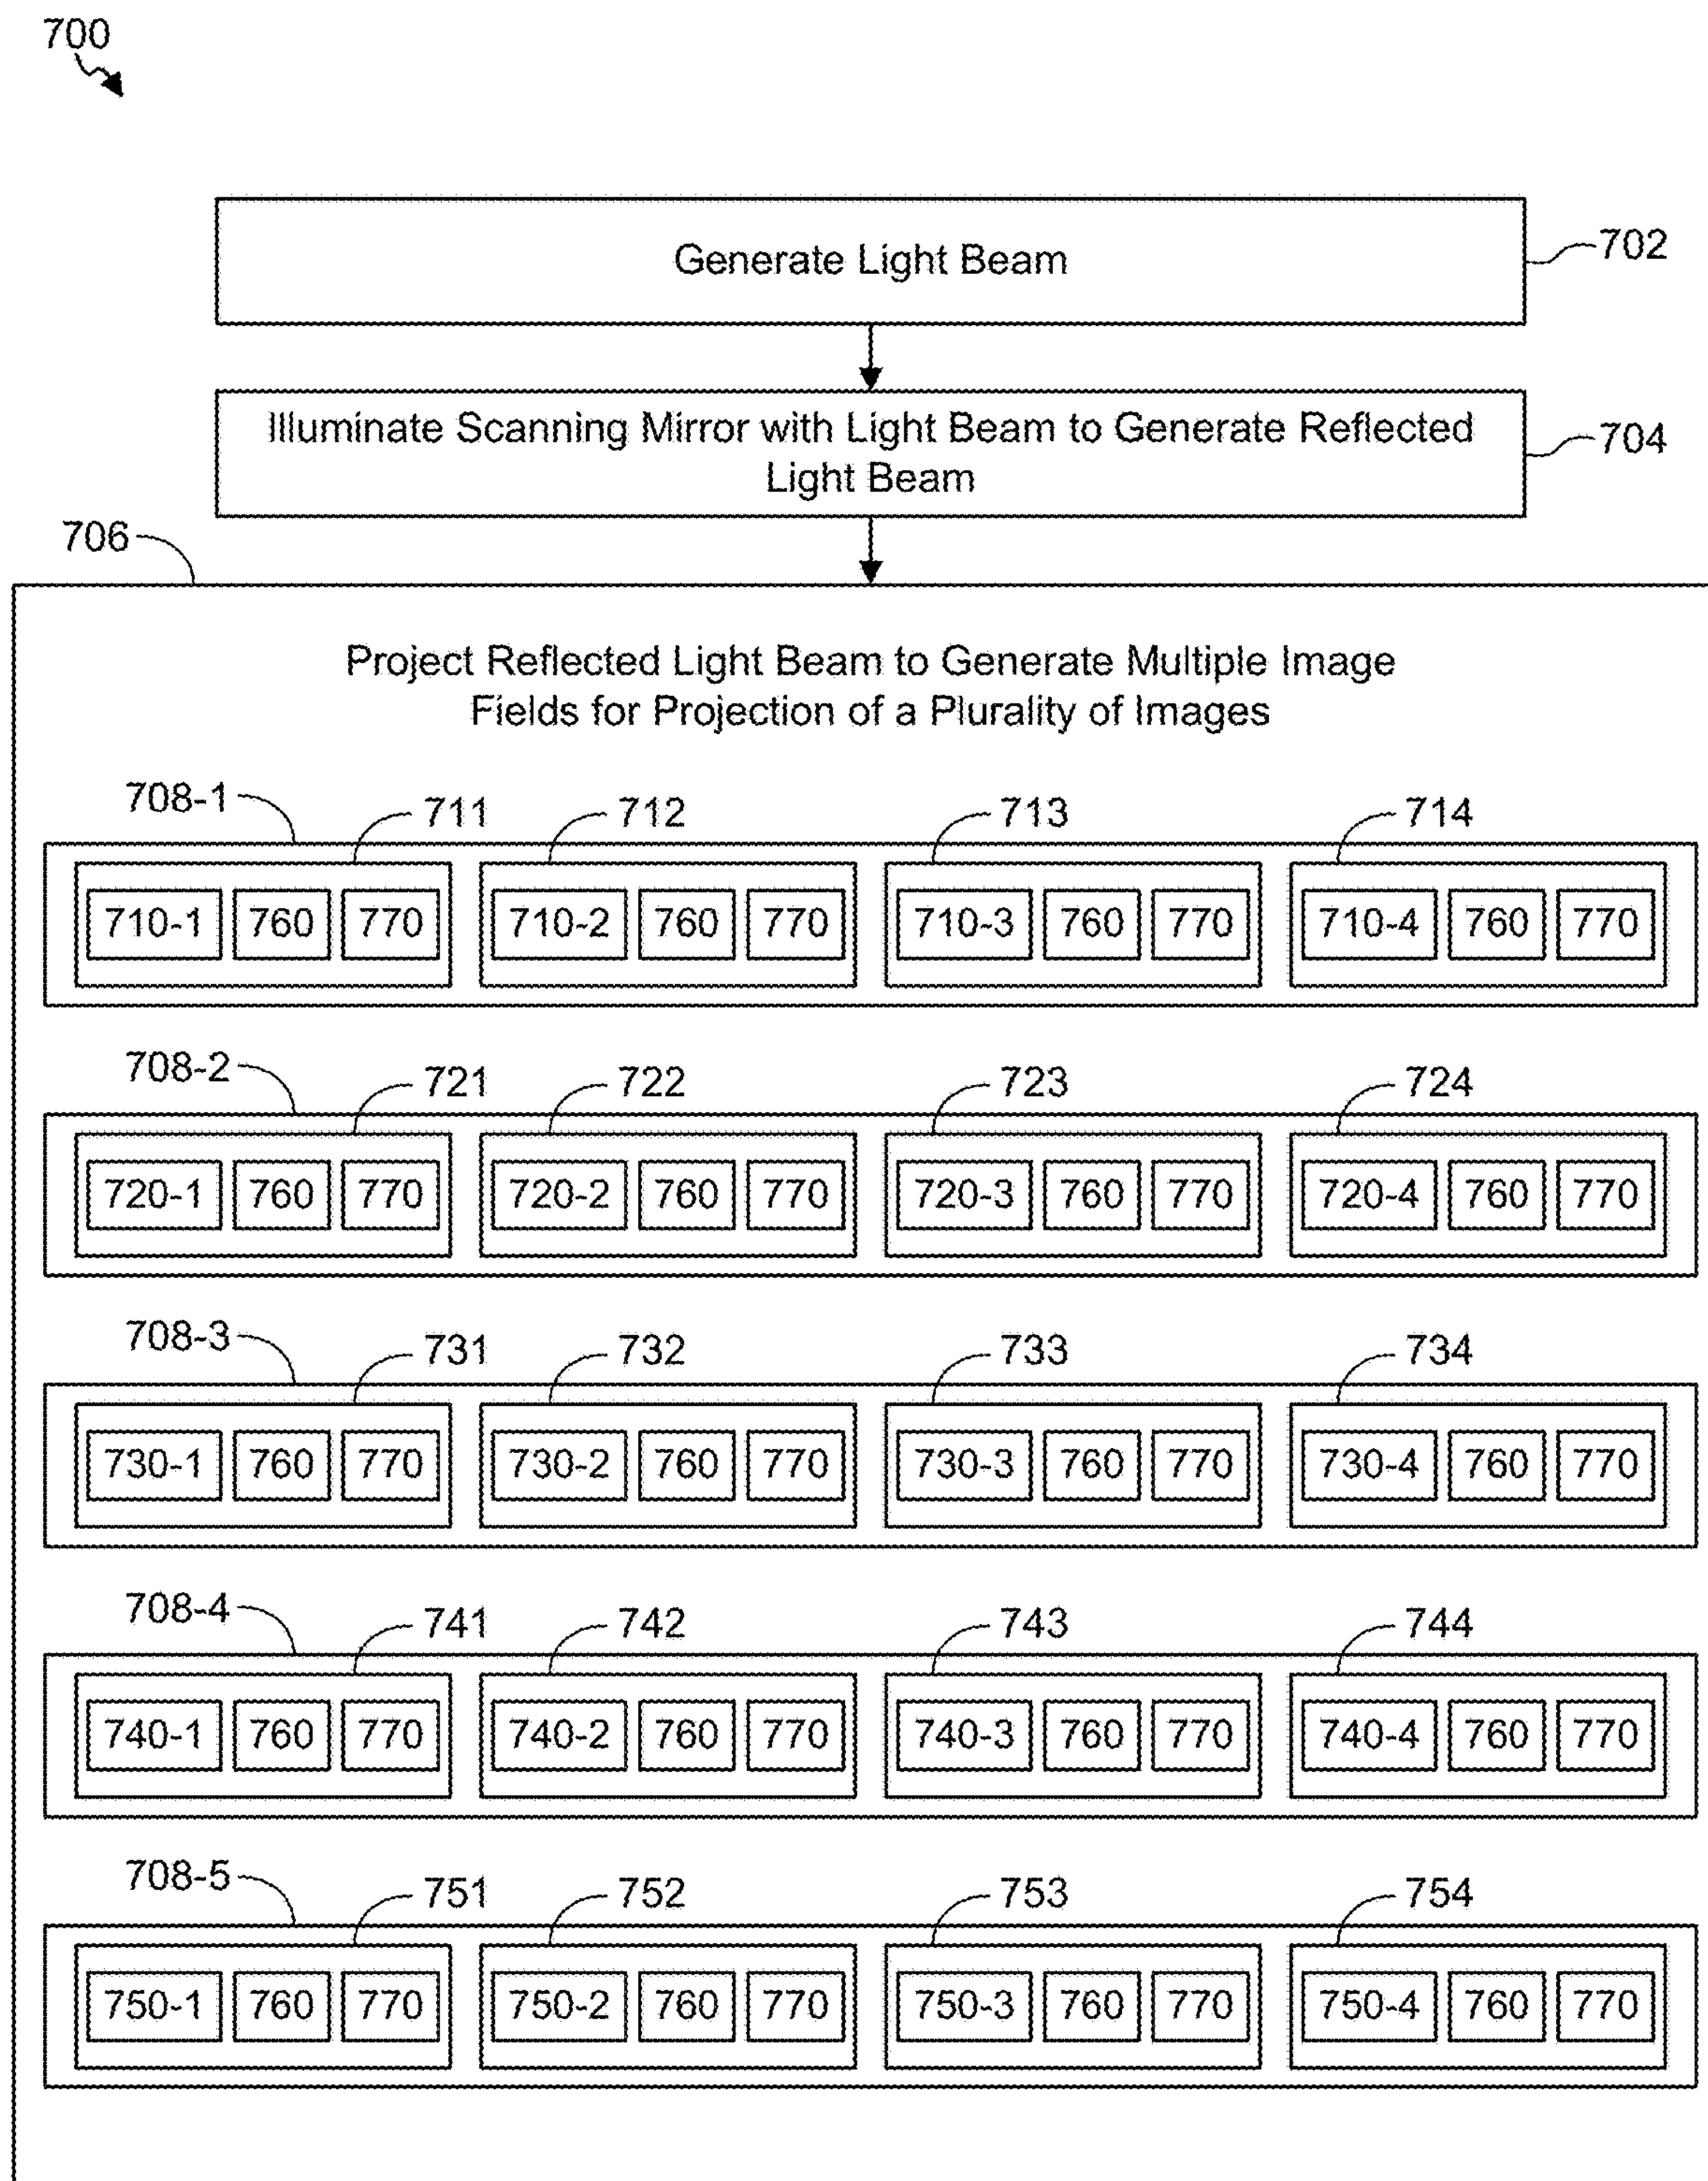 700
Generate Light Beam
702
Illuminate Scanning Mirror with Light Beam to Generate Reflected
Light Beam
704
706
Project Reflected Light Beam to Generate Multiple Image
Fields for Projection of a Plurality of Images
708-1 711 712 713 714
710-1 760 770 710-2 760 770 710-3 760 770 710-4 760 770
708-2 721 722 723 724
720-1 760 770 720-2 760 770 720-3 760 770 720-4 760 770
708-3 731 732 733 734
730-1 760 770 730-2 760 770 730-3 760 770 730-4 760 770
708-4 741 742 743 744
740-1 760 770 740-2 760 770 740-3 760 770 740-4 760 770
708-5 751 752 753 754
750-1 760 770 750-2 760 770 750-3 760 770 750-4 760 770